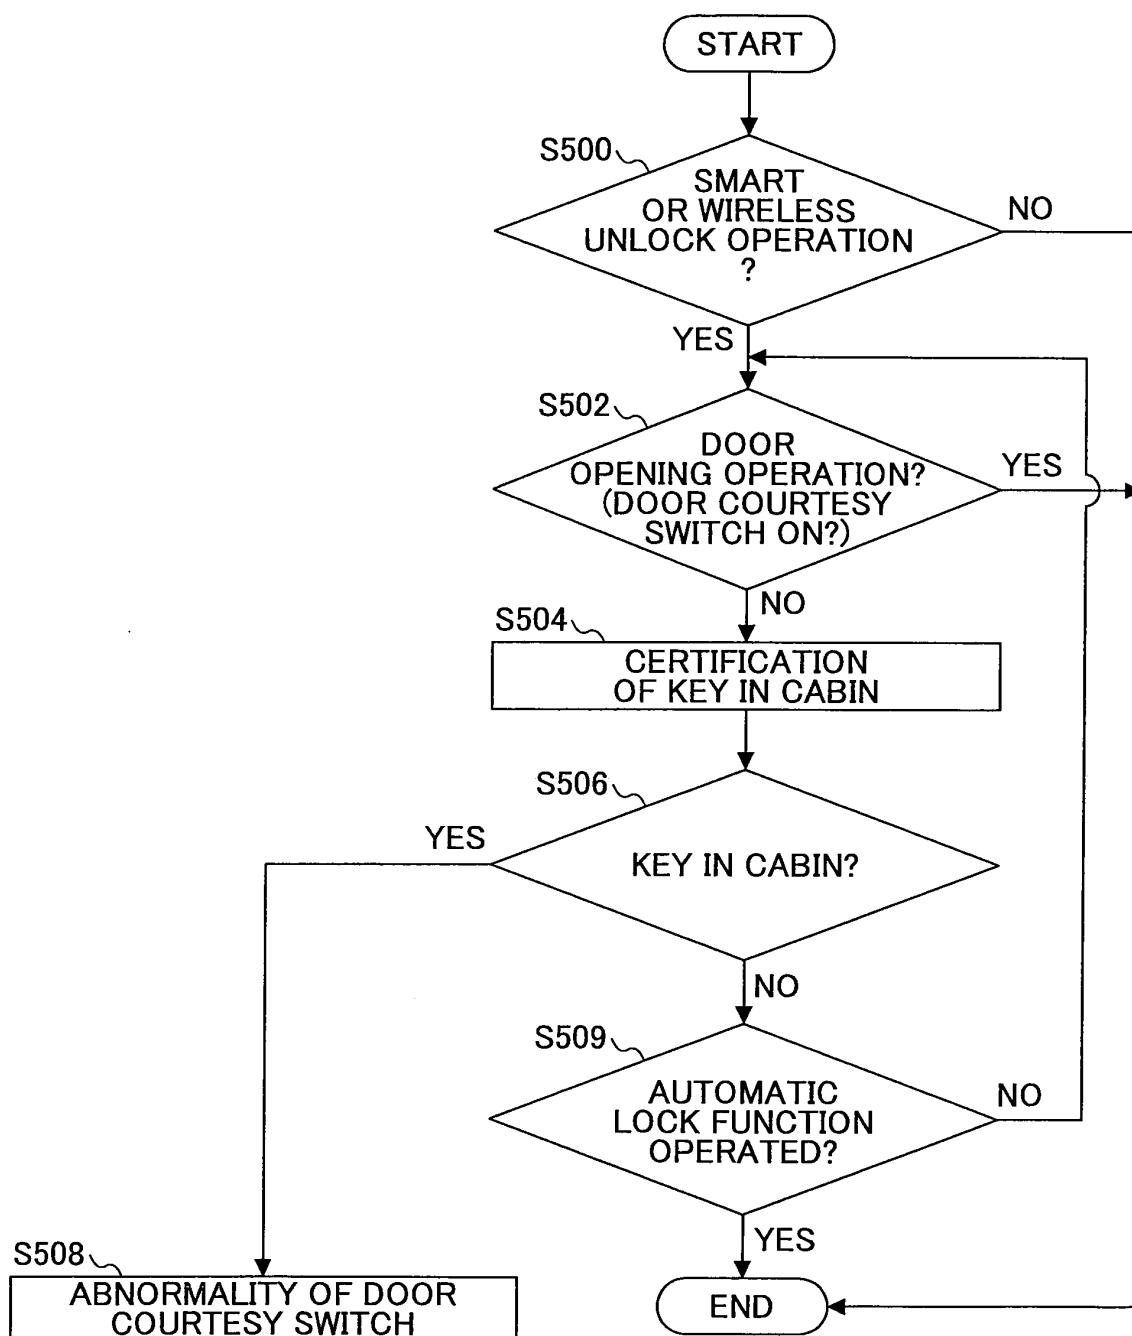 START
S500
SMART
OR WIRELESS
UNLOCK OPERATION
?
NO
YES
S502
DOOR
OPENING OPERATION?
(DOOR COURTESY
SWITCH ON?)
YES
NO
S504
CERTIFICATION
OF KEY IN CABIN
S506
YES
KEY IN CABIN?
NO
S509
AUTOMATIC
LOCK FUNCTION
OPERATED?
NO
YES
S508
ABNORMALITY OF DOOR
COURTESY SWITCH
END